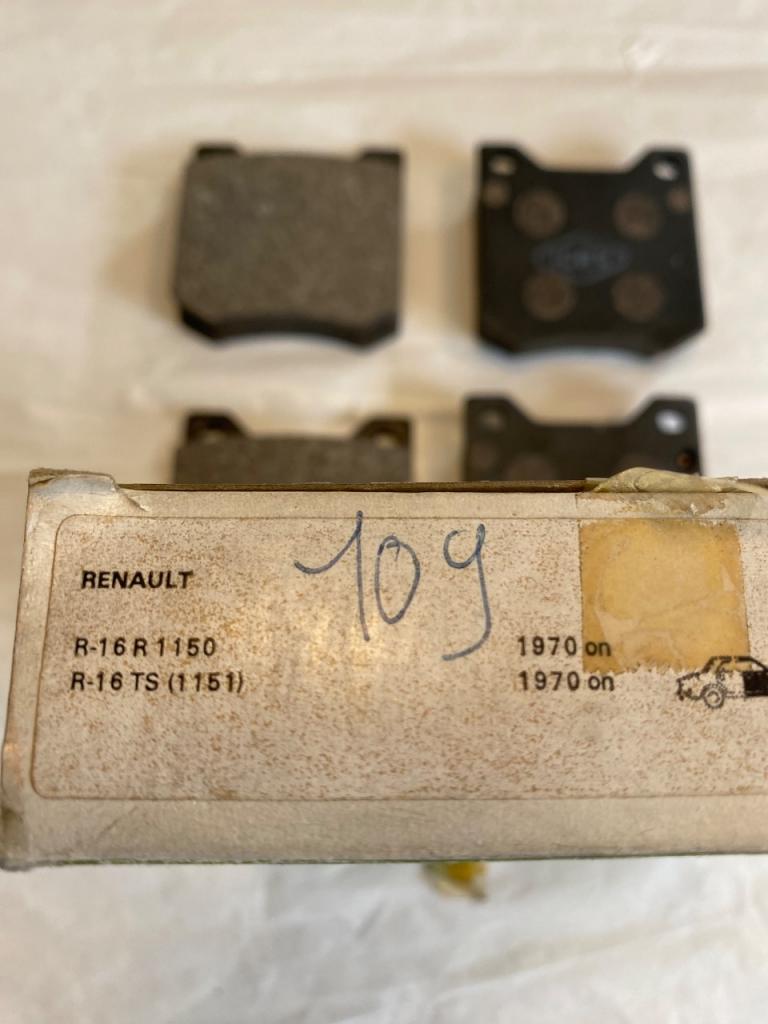 109
RENAULT
R-16 R 1150 1970 on
R-16 TS (1151) 1970 on